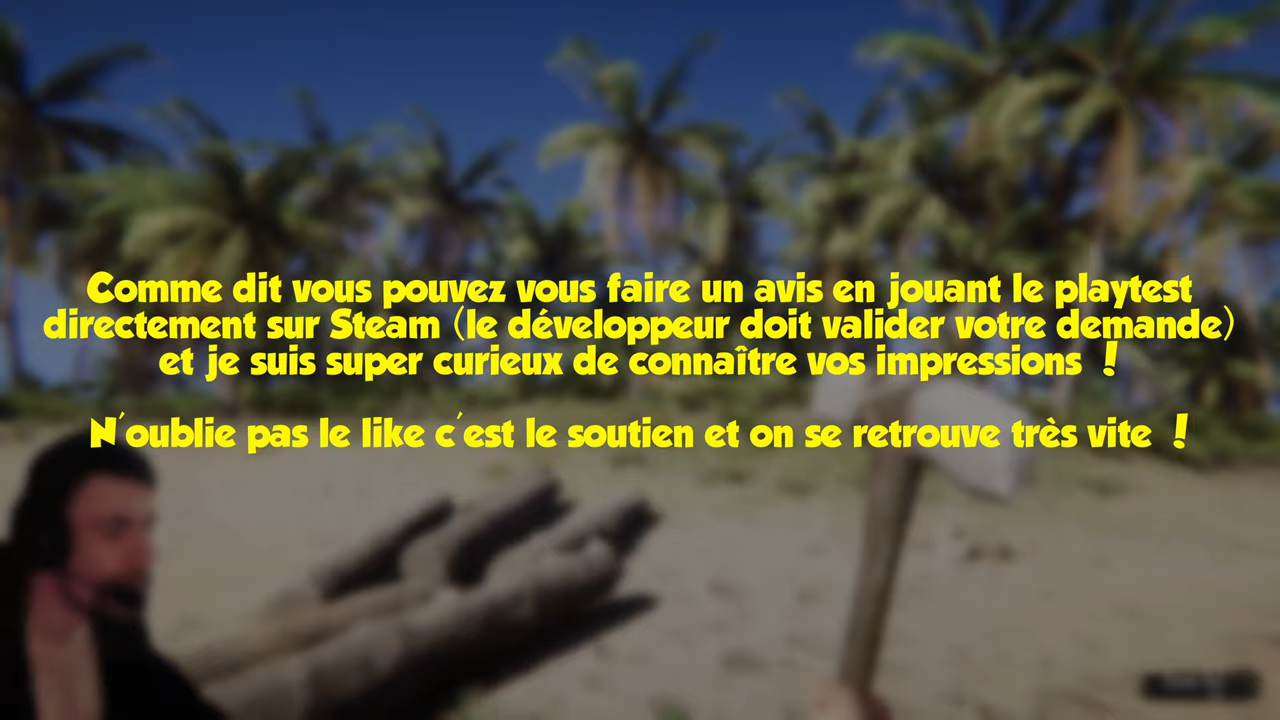 Comme dit vous pouvez vous faire un avis en jouant le playtest
directement sur Steam (le développeur doit valider votre demande)
et je suis super curieux de connaître vos impressions !
N'oublie pas le like c'est le soutien et on se retrouve très vite !